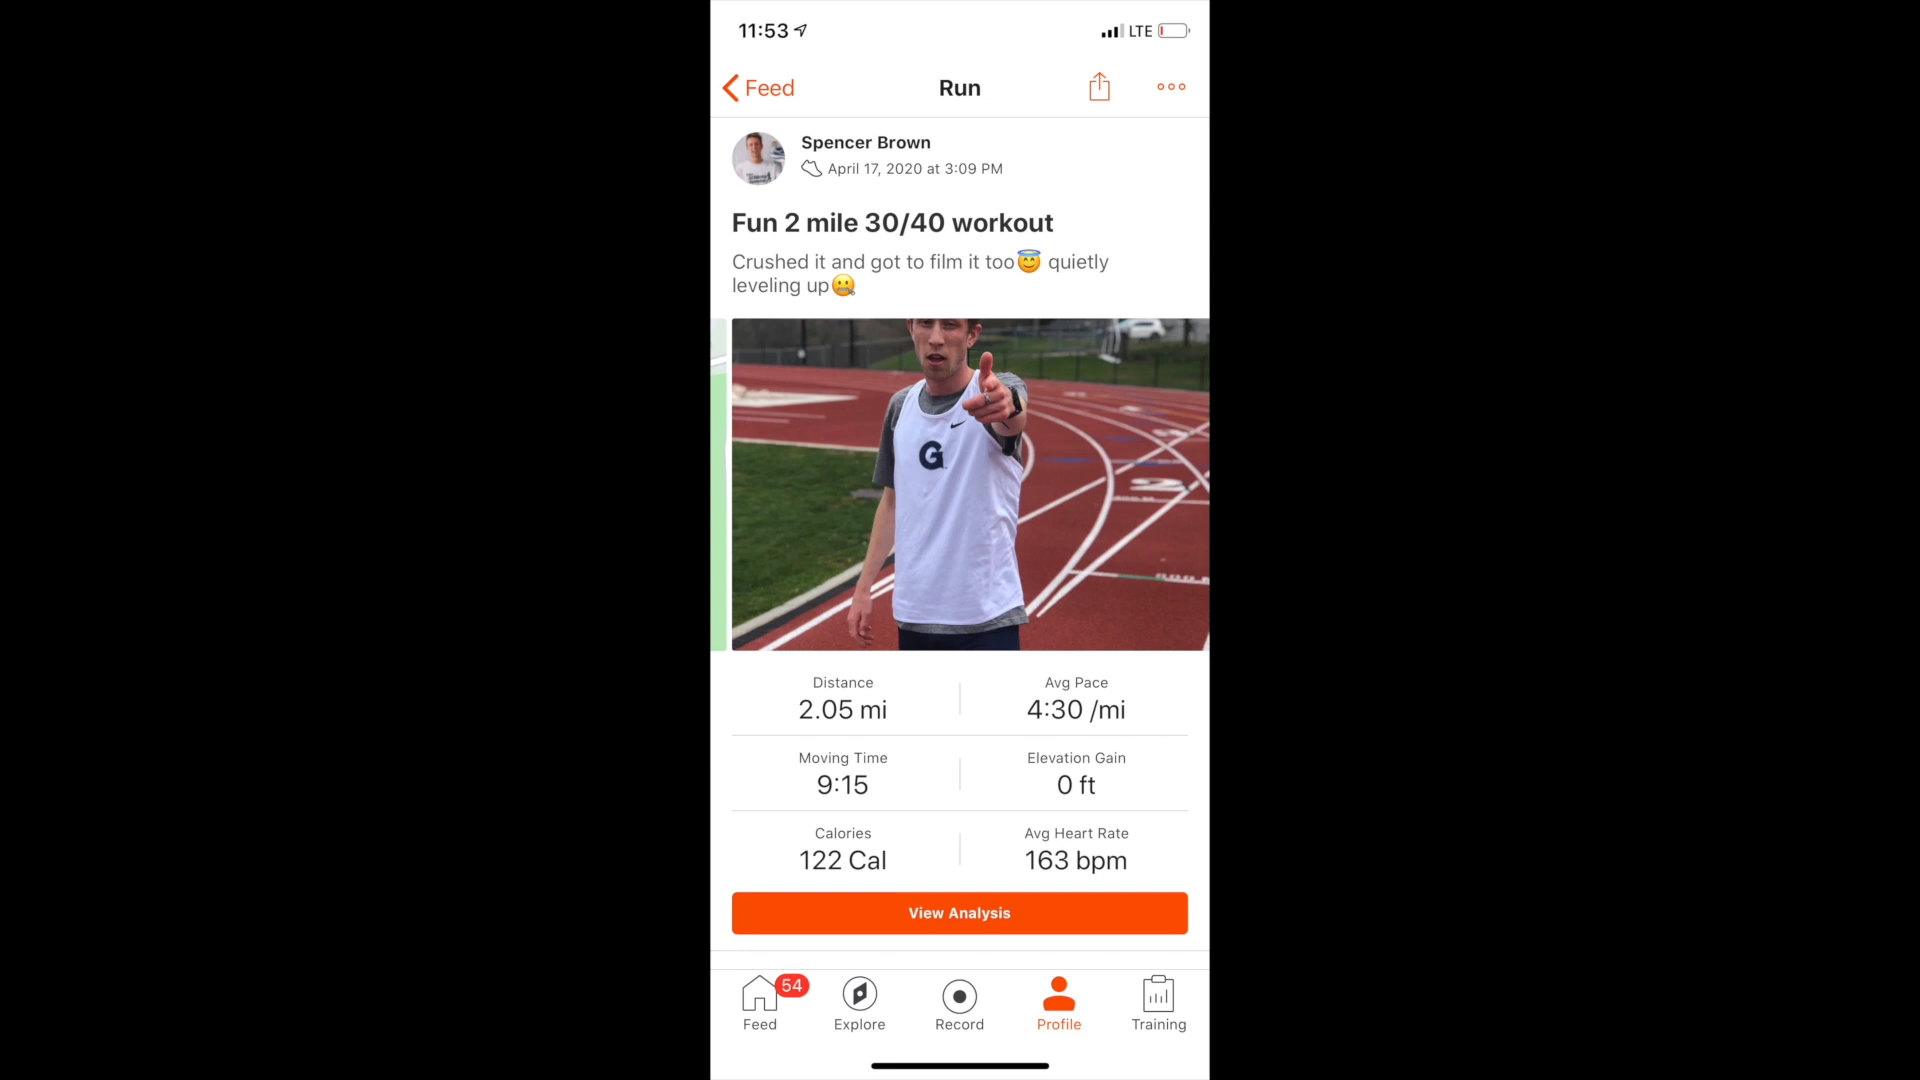 11:53
LTE
Feed
Run
Spencer Brown
April 17, 2020 at 3:09 PM
Fun 2 mile 30/40 workout
Crushed it and got to film it too😇 quietly
leveling up🤐
G
2
Distance
2.05 mi
Avg Pace
4:30 /mi
Moving Time
9:15
Elevation Gain
0 ft
Calories
122 Cal
Avg Heart Rate
163 bpm
View Analysis
54
Feed
Explore
Record
Profile
Training